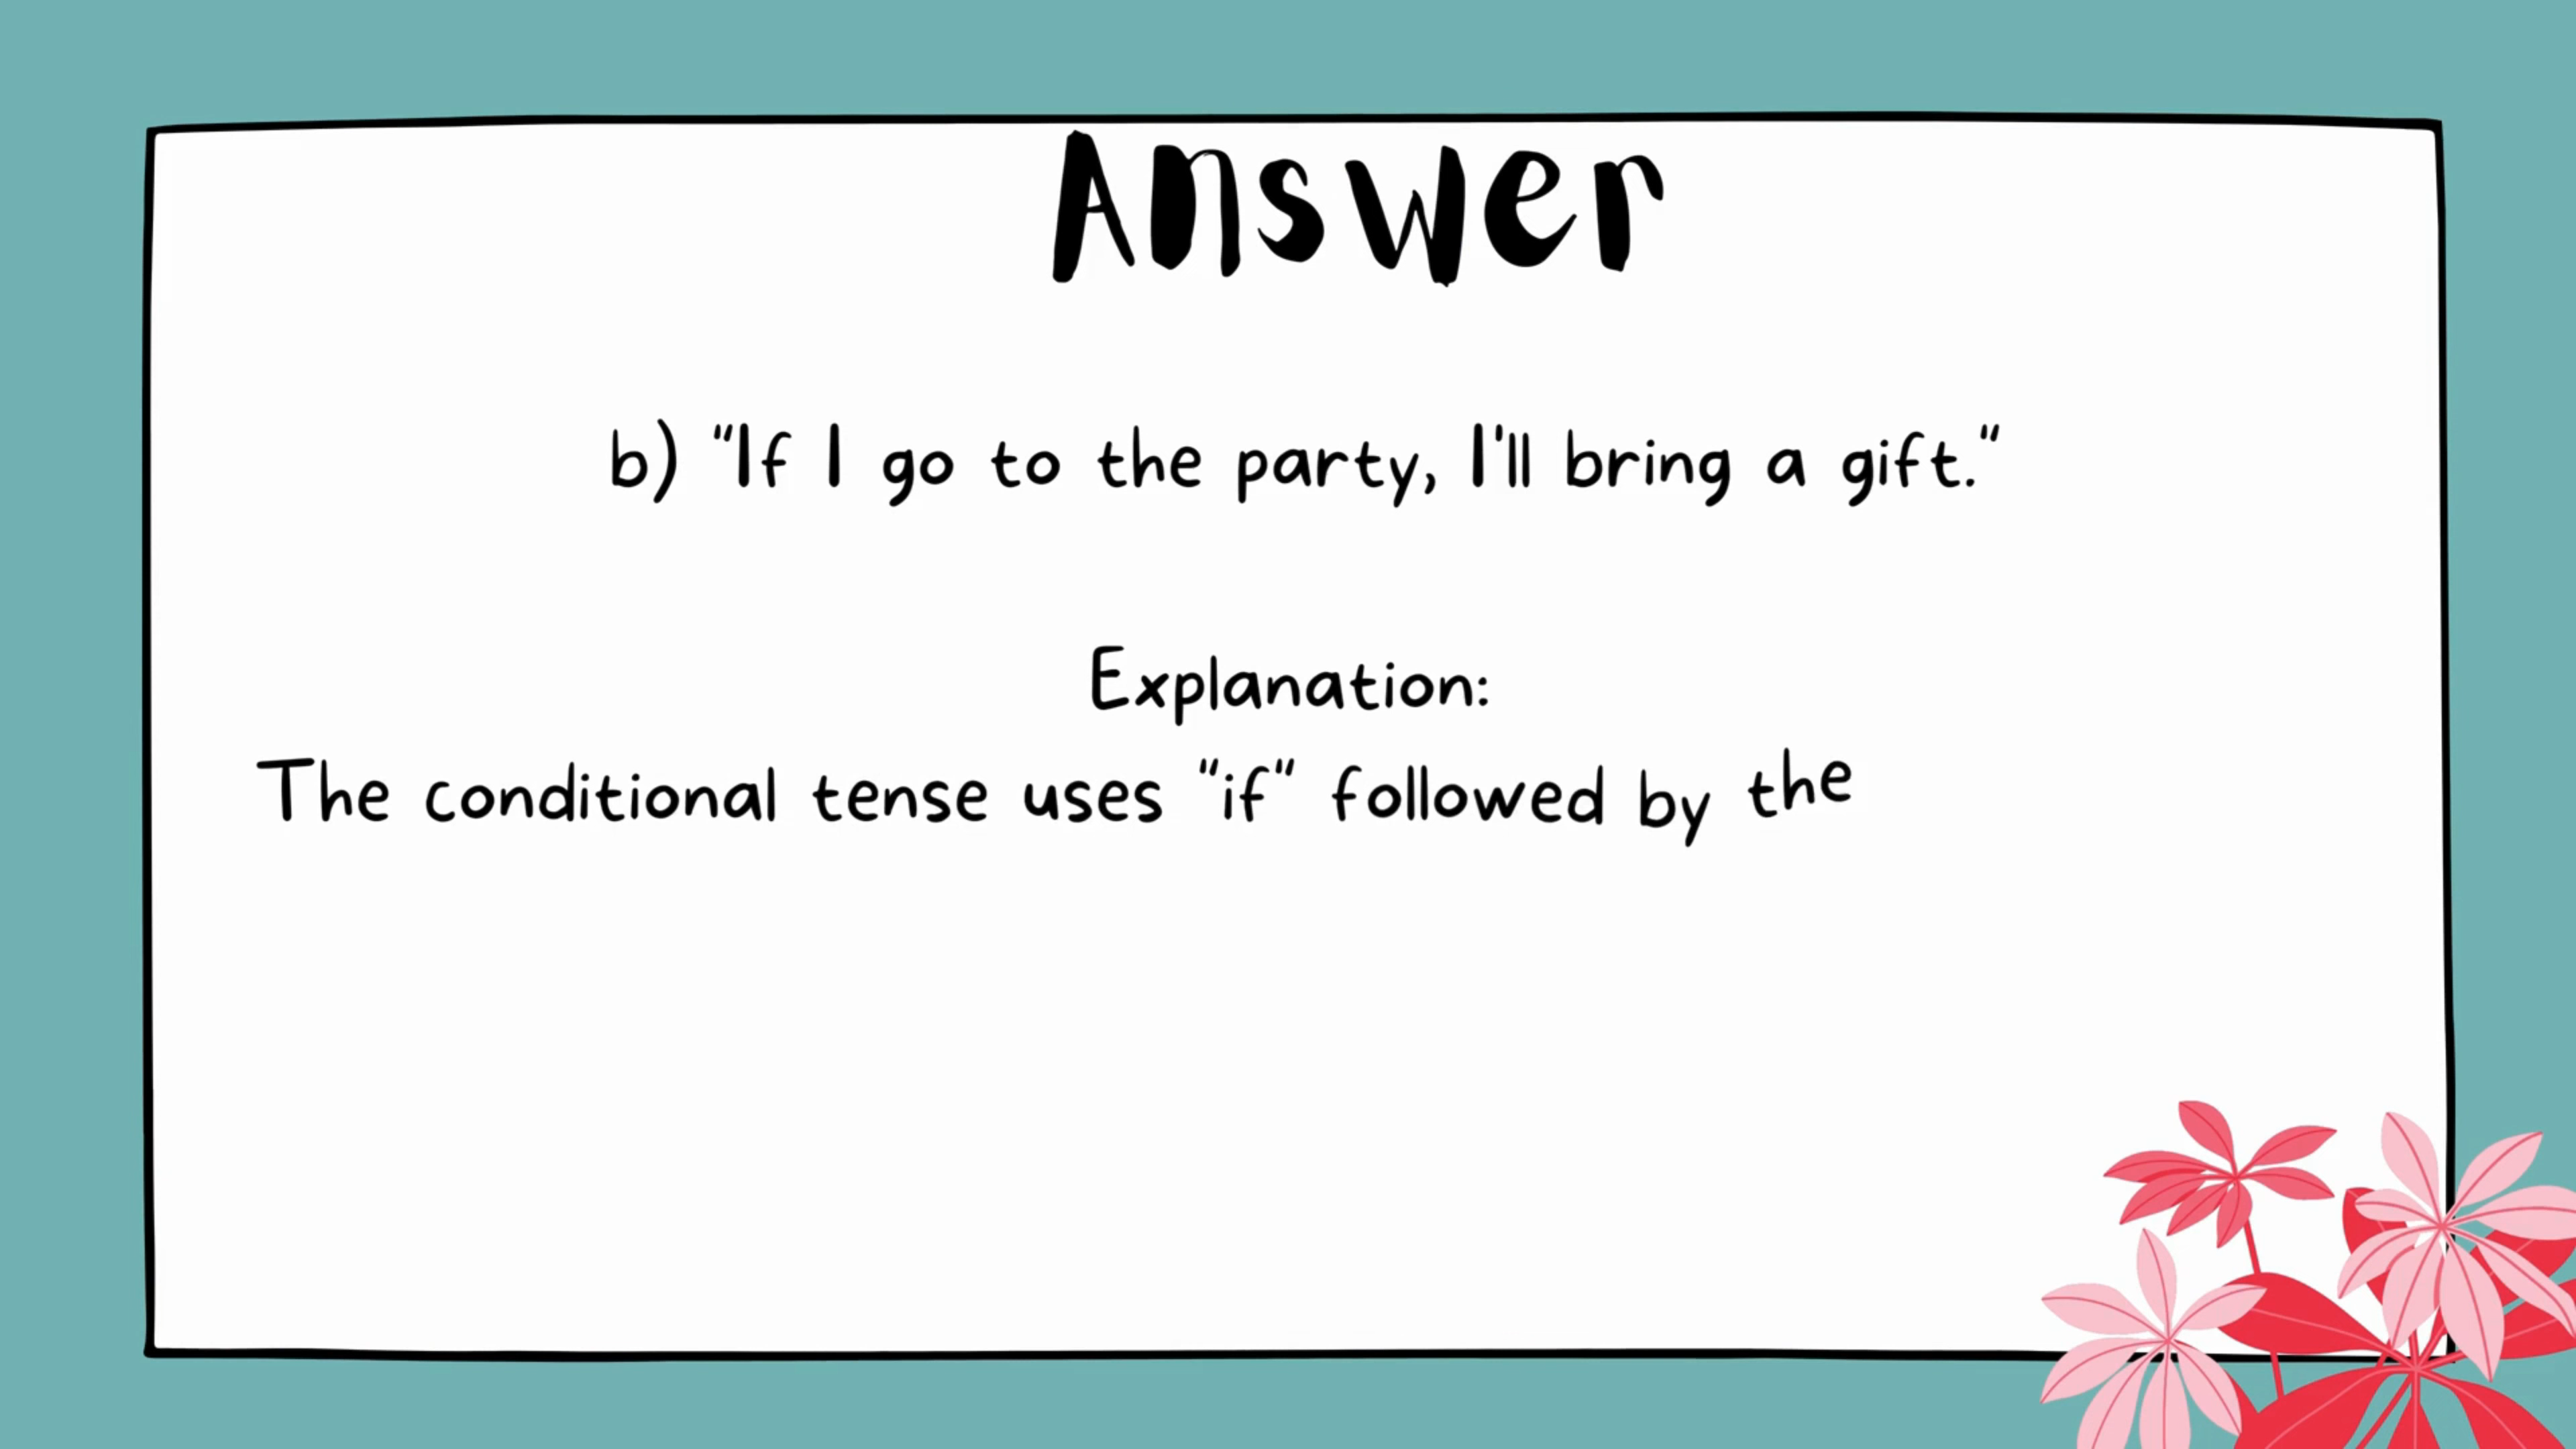 Answer
b) "If I go to the party, I'll bring a gift."
Explanation:
The conditional tense uses "if" followed by the